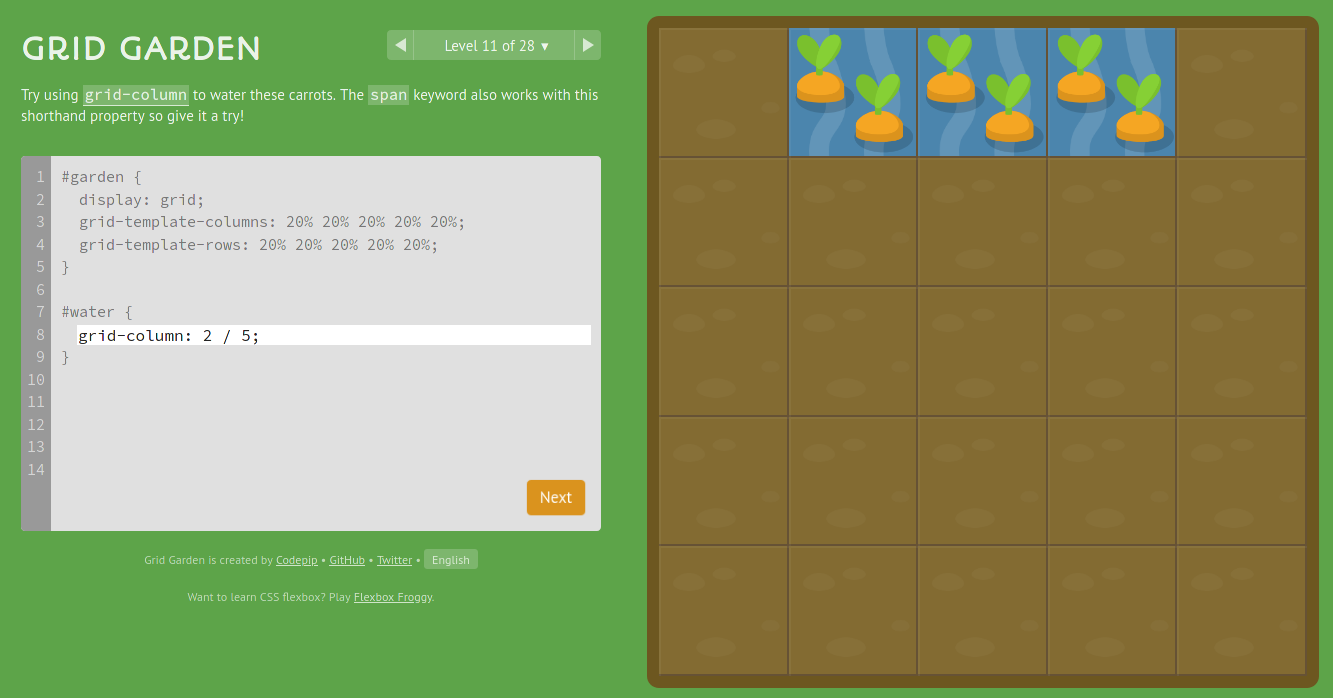 GRID GARDEN
Level 11 of 28 ▾
Try using grid-column to water these carrots. The span keyword also works with this
shorthand property so give it a try!
1 #garden {
2 display: grid;
3 grid-template-columns: 20% 20% 20% 20% 20%;
4 grid-template-rows: 20% 20% 20% 20% 20%;
5 }
6
7 #water {
8 grid-column: 2 / 5;
9 }
10
11
12
13
14
Next
Grid Garden is created by Codepip • GitHub • Twitter • English
Want to learn CSS flexbox? Play Flexbox Froggy.